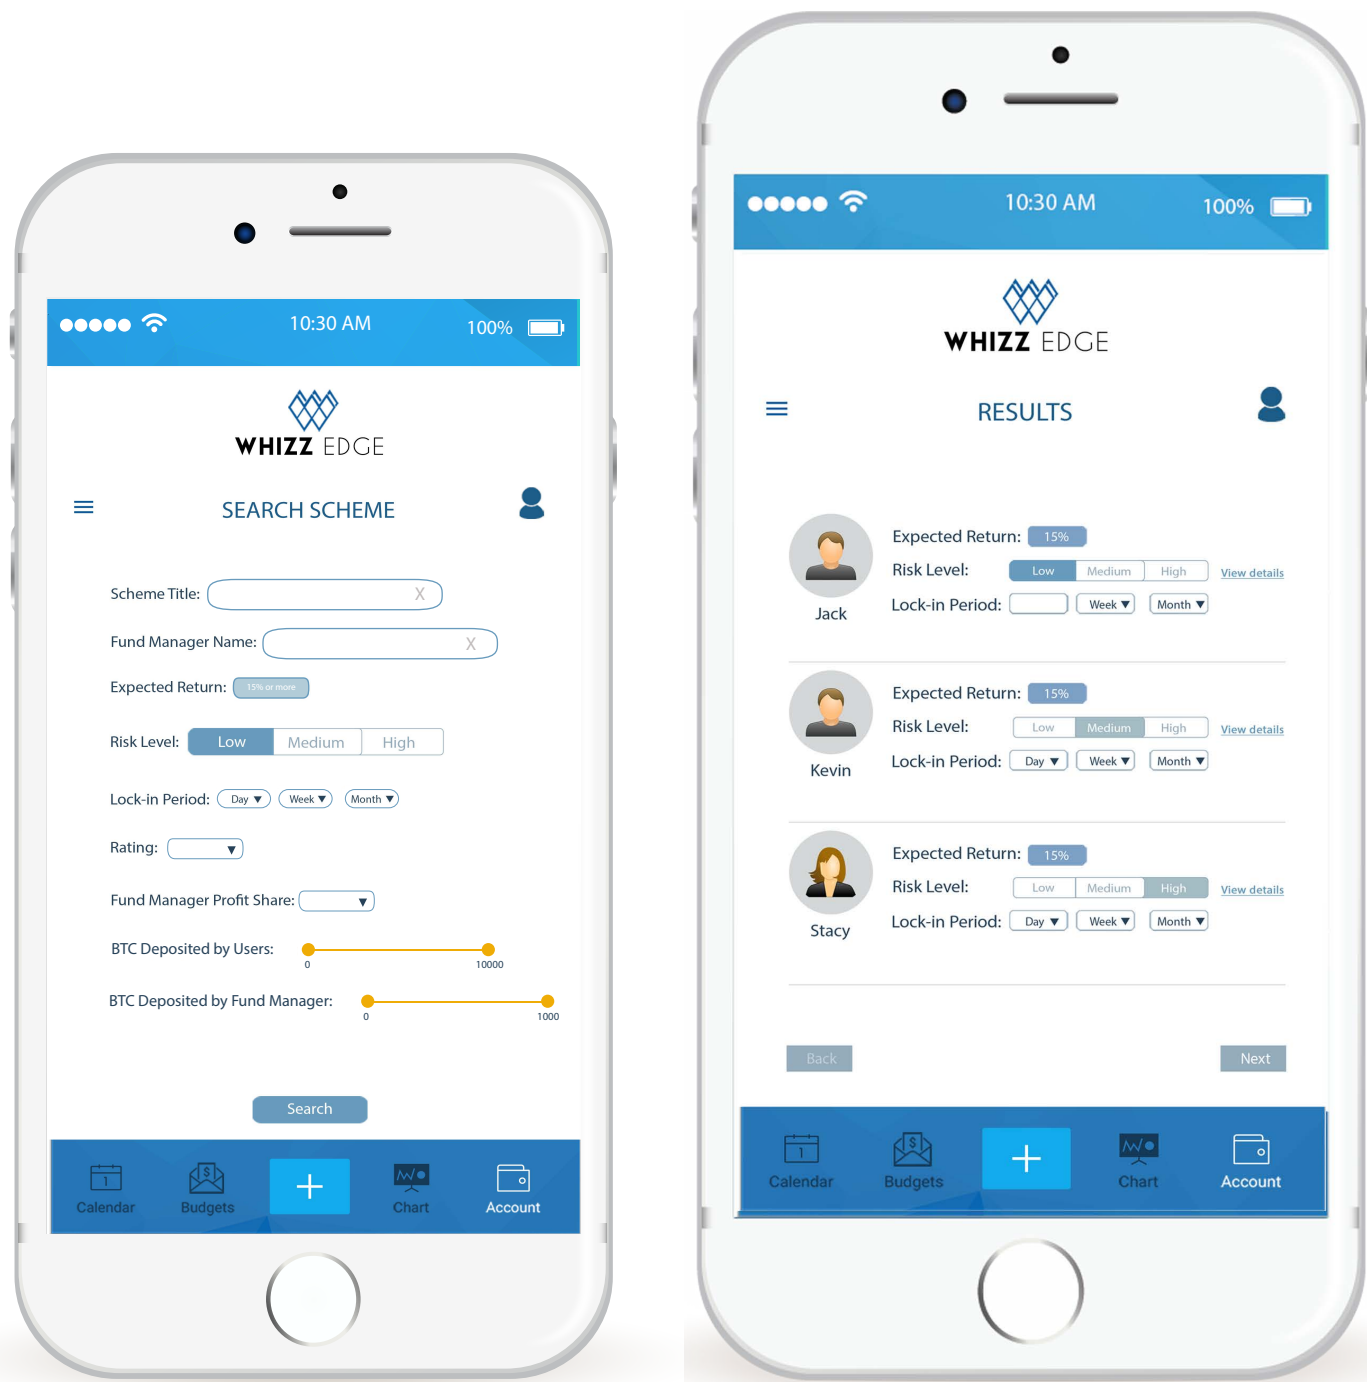 10:30 AM 100%
WHIZZ EDGE
SEARCH SCHEME
Scheme Title: X
Fund Manager Name: X
Expected Return: 15% or more
Risk Level: Low Medium High
Lock-in Period: Day ▼ Week ▼ Month ▼
Rating: ▼
Fund Manager Profit Share: ▼
BTC Deposited by Users:
0 10000
BTC Deposited by Fund Manager:
0 1000
Search
1 $ +
Calendar Budgets Chart Account
10:30 AM 100%
WHIZZ EDGE
RESULTS
Expected Return: 15%
Risk Level: Low Medium High View details
Lock-in Period: Week ▼ Month ▼
Jack
Expected Return: 15%
Risk Level: Low Medium High View details
Lock-in Period: Day ▼ Week ▼ Month ▼
Kevin
Expected Return: 15%
Risk Level: Low Medium High View details
Lock-in Period: Day ▼ Week ▼ Month ▼
Stacy
Back Next
1 $ +
Calendar Budgets Chart Account